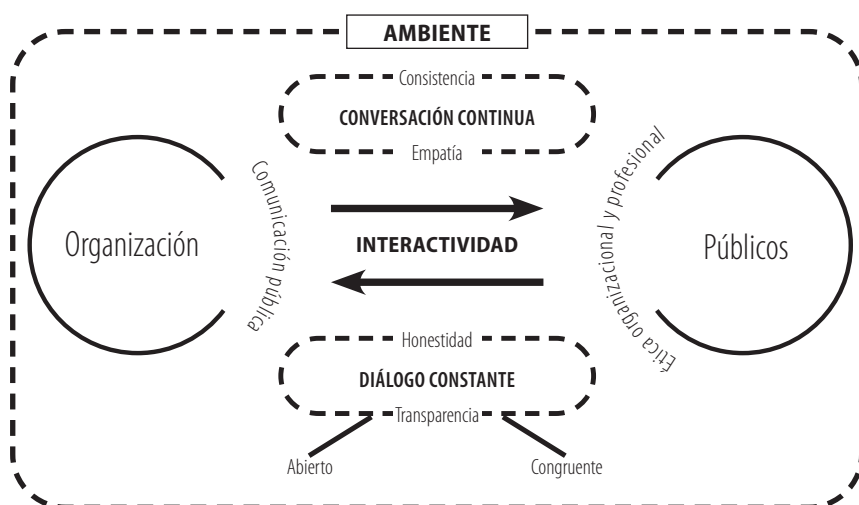 AMBIENTE
Consistencia
CONVERSACIÓN CONTINUA
Empatía
Organización
Comunicación pública
INTERACTIVIDAD
Ética organizacional y profesional
Públicos
Honestidad
DIÁLOGO CONSTANTE
Transparencia
Abierto
Congruente